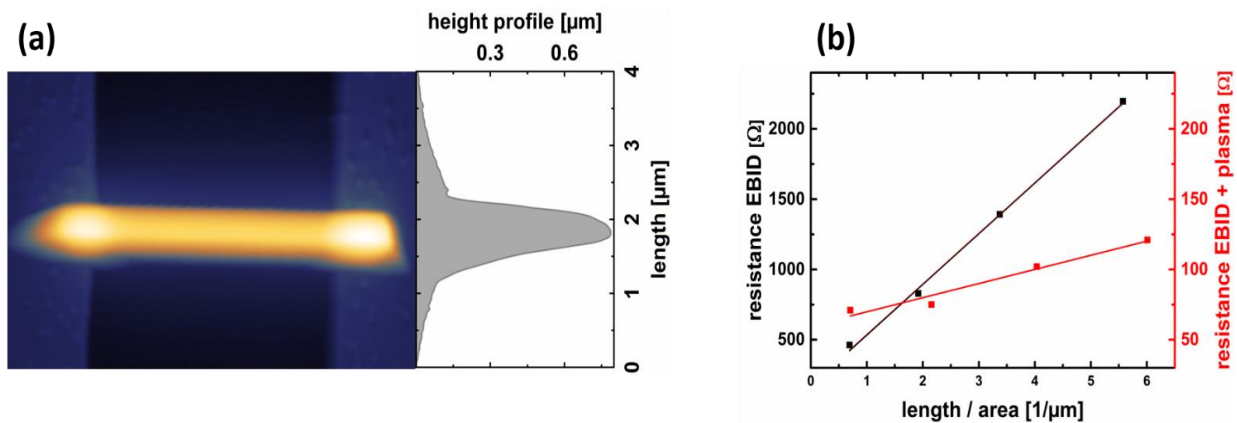 (a)
height profile [µm]
0.3 0.6
4
3
2
1
0
length [µm]
(b)
resistance EBID [Ω]
2000
1500
1000
500
0 1 2 3 4 5 6
length / area [1/µm]
200
150
100
50
resistance EBID + plasma [Ω]